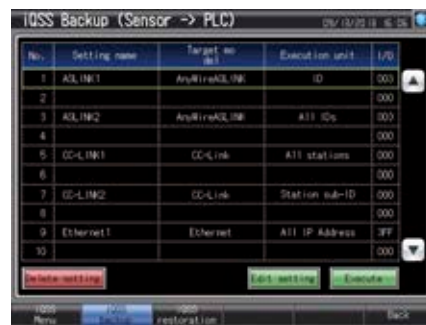 iQSS Backup (Sensor -> PLC)
No. Setting name Target model Execution unit I/O
1 ASLINK1 AnyWireASLINK ID 003
2 000
3 ASLINK2 AnyWireASLINK All IDs 003
4 000
5 CC-LINK1 CC-Link All stations 000
6 000
7 CC-LINK2 CC-Link Station sub-ID 000
8 000
9 Ethernet1 Ethernet All IP Address 3FF
10 000
Delete setting Edit setting Execute
iQSS Menu iQSS Backup iQSS restoration Back